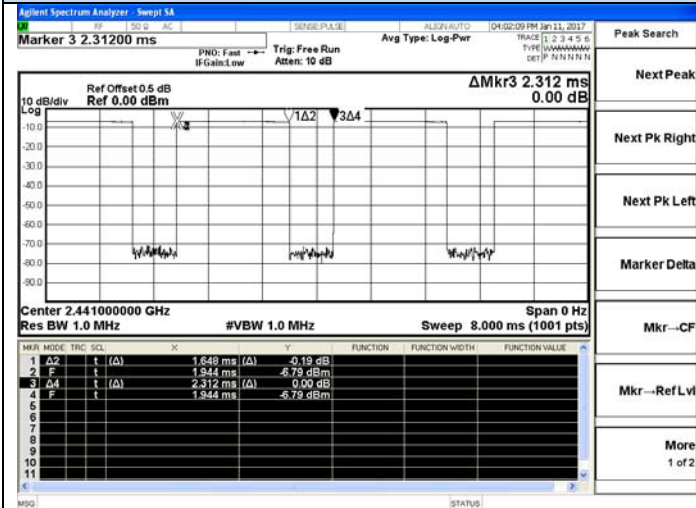 Agilent Spectrum Analyzer - Swept SA
RF 50 Ω AC SENSE:PULSE ALIGN AUTO 04:02:09 PM Jan 11, 2017
Marker 3 2.31200 ms
PNO: Fast
IFGain:Low
Trig: Free Run
Atten: 10 dB
Avg Type: Log-Pwr
TRACE 1 2 3 4 5 6
TYPE WWWWWW
DET P N N N N N
Ref Offset 0.5 dB
10 dB/div Ref 0.00 dBm
ΔMkr3 2.312 ms
0.00 dB
Log
1Δ2 3Δ4
-10.0
-20.0
-30.0
-40.0
-50.0
-60.0
-70.0
-80.0
-90.0
Center 2.441000000 GHz Span 0 Hz
Res BW 1.0 MHz #VBW 1.0 MHz Sweep 8.000 ms (1001 pts)
MKR MODE TRC SCL X Y FUNCTION FUNCTION WIDTH FUNCTION VALUE
1 Δ2 t (Δ) 1.648 ms (Δ) -0.19 dB
2 F t 1.944 ms -6.79 dBm
3 Δ4 t (Δ) 2.312 ms (Δ) 0.00 dB
4 F t 1.944 ms -6.79 dBm
5
6
7
8
9
10
11
MSG STATUS
Peak Search
Next Peak
Next Pk Right
Next Pk Left
Marker Delta
Mkr→CF
Mkr→Ref Lvl
More
1 of 2